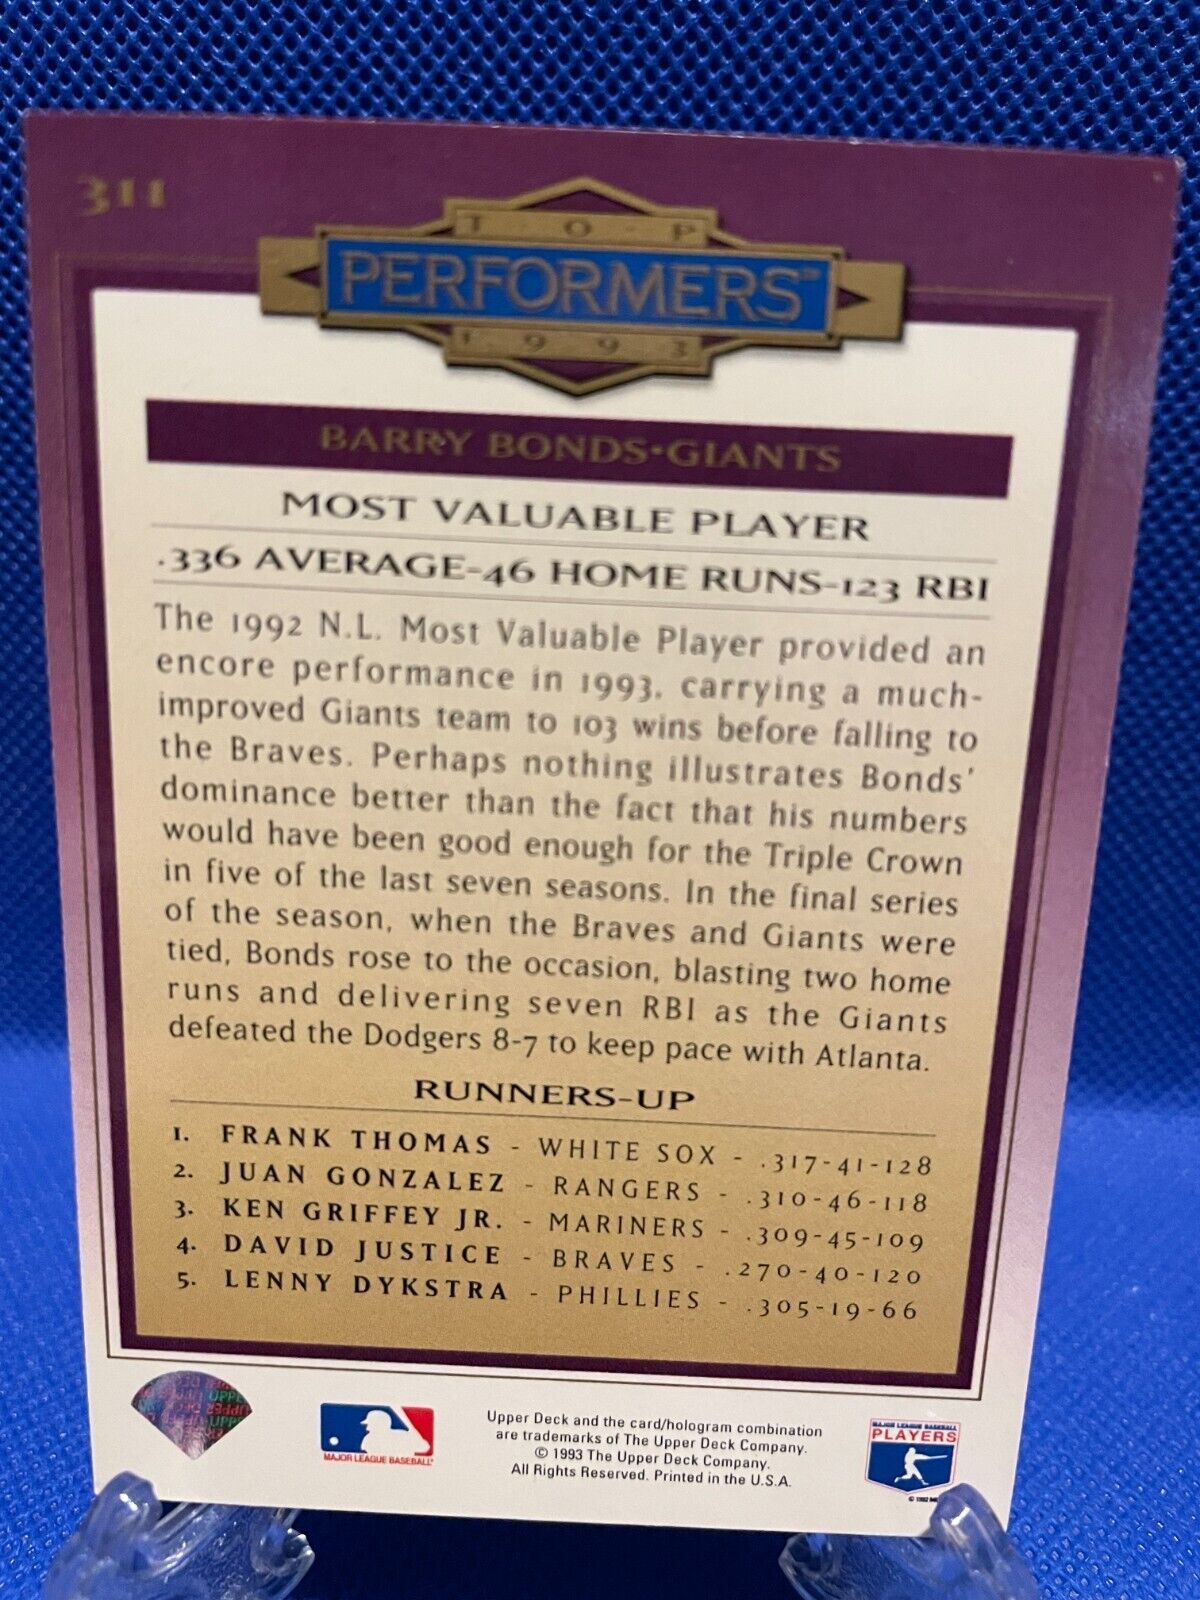 311
TOP
PERFORMERS™
1993
BARRY BONDS•GIANTS
MOST VALUABLE PLAYER
.336 AVERAGE-46 HOME RUNS-123 RBI
The 1992 N.L. Most Valuable Player provided an
encore performance in 1993, carrying a much-
improved Giants team to 103 wins before falling to
the Braves. Perhaps nothing illustrates Bonds'
dominance better than the fact that his numbers
would have been good enough for the Triple Crown
in five of the last seven seasons. In the final series
of the season, when the Braves and Giants were
tied, Bonds rose to the occasion, blasting two home
runs and delivering seven RBI as the Giants
defeated the Dodgers 8-7 to keep pace with Atlanta.
RUNNERS-UP
1. FRANK THOMAS - WHITE SOX - .317-41-128
2. JUAN GONZALEZ - RANGERS - .310-46-118
3. KEN GRIFFEY JR. - MARINERS - .309-45-109
4. DAVID JUSTICE - BRAVES - .270-40-120
5. LENNY DYKSTRA - PHILLIES - .305-19-66
MAJOR LEAGUE BASEBALL
Upper Deck and the card/hologram combination
are trademarks of The Upper Deck Company.
© 1993 The Upper Deck Company.
All Rights Reserved. Printed in the U.S.A.
MAJOR LEAGUE BASEBALL
PLAYERS